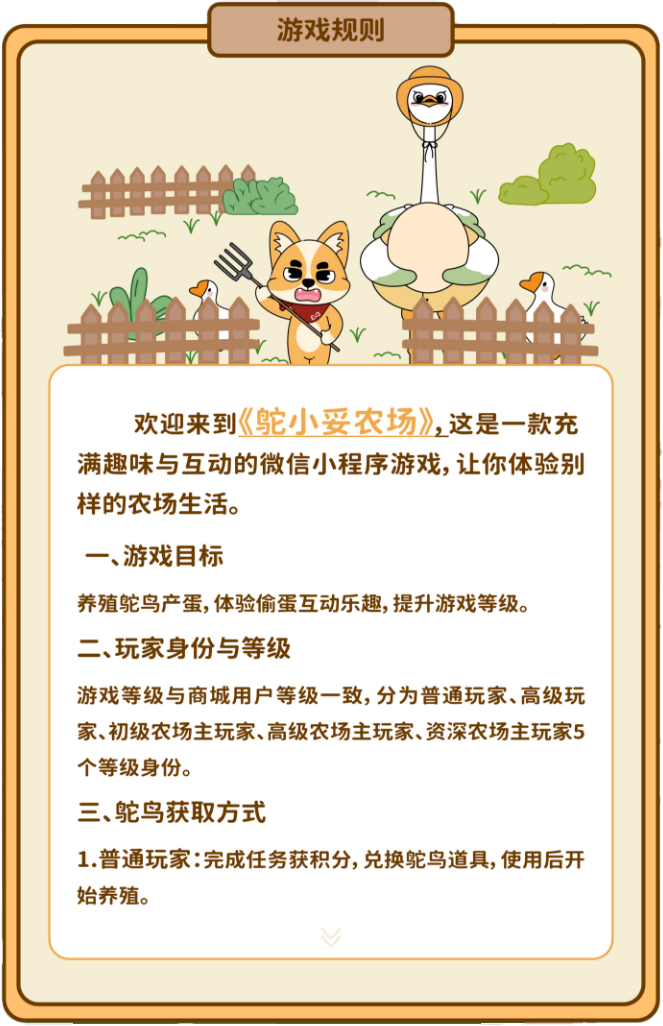 游戏规则
欢迎来到《鸵小妥农场》,这是一款充
满趣味与互动的微信小程序游戏,让你体验别
样的农场生活。
一、游戏目标
养殖鸵鸟产蛋,体验偷蛋互动乐趣,提升游戏等级。
二、玩家身份与等级
游戏等级与商城用户等级一致,分为普通玩家、高级玩
家、初级农场主玩家、高级农场主玩家、资深农场主玩家5
个等级身份。
三、鸵鸟获取方式
1.普通玩家:完成任务获积分,兑换鸵鸟道具,使用后开
始养殖。